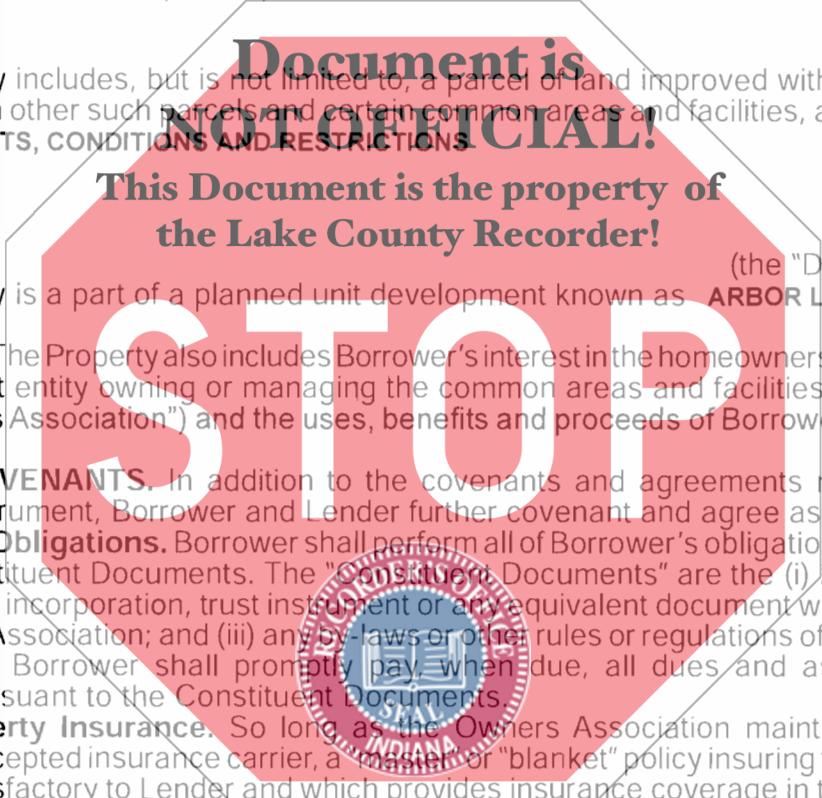 Document is
includes, but is not limited to, a parcel of land improved with
other such parcels and certain common areas and facilities, a
NOT OFFICIAL!
TS, CONDITIONS AND RESTRICTIONS
This Document is the property of
the Lake County Recorder!
(the "D
is a part of a planned unit development known as ARBOR L
STOP
he Property also includes Borrower's interest in the homeowners
t entity owning or managing the common areas and facilities
s Association") and the uses, benefits and proceeds of Borrowe
VENANTS. In addition to the covenants and agreements
rument, Borrower and Lender further covenant and agree as
Obligations. Borrower shall perform all of Borrower's obligatio
tituent Documents. The "Constituent Documents" are the (i)
incorporation, trust instrument or any equivalent document w
Association; and (iii) any by-laws or other rules or regulations of
Borrower shall promptly pay, when due, all dues and as
suant to the Constituent Documents.
erty Insurance. So long as the Owners Association maint
cepted insurance carrier, a "master" or "blanket" policy insuring
sfactory to Lender and which provides insurance coverage in t
RECORDER'S OFFICE
SEAL
INDIANA